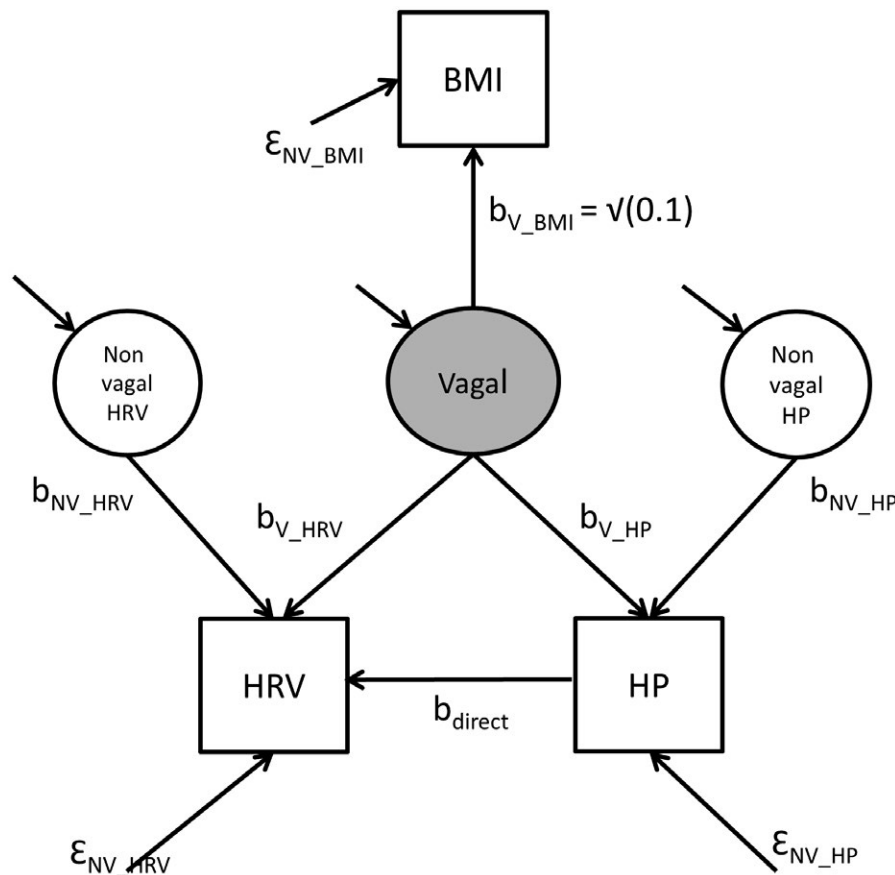 BMI
ε_NV_BMI
b_V_BMI = √(0.1)
Non
vagal
HRV
Vagal
Non
vagal
HP
b_NV_HRV
b_V_HRV
b_V_HP
b_NV_HP
HRV
HP
b_direct
ε_NV_HRV
ε_NV_HP